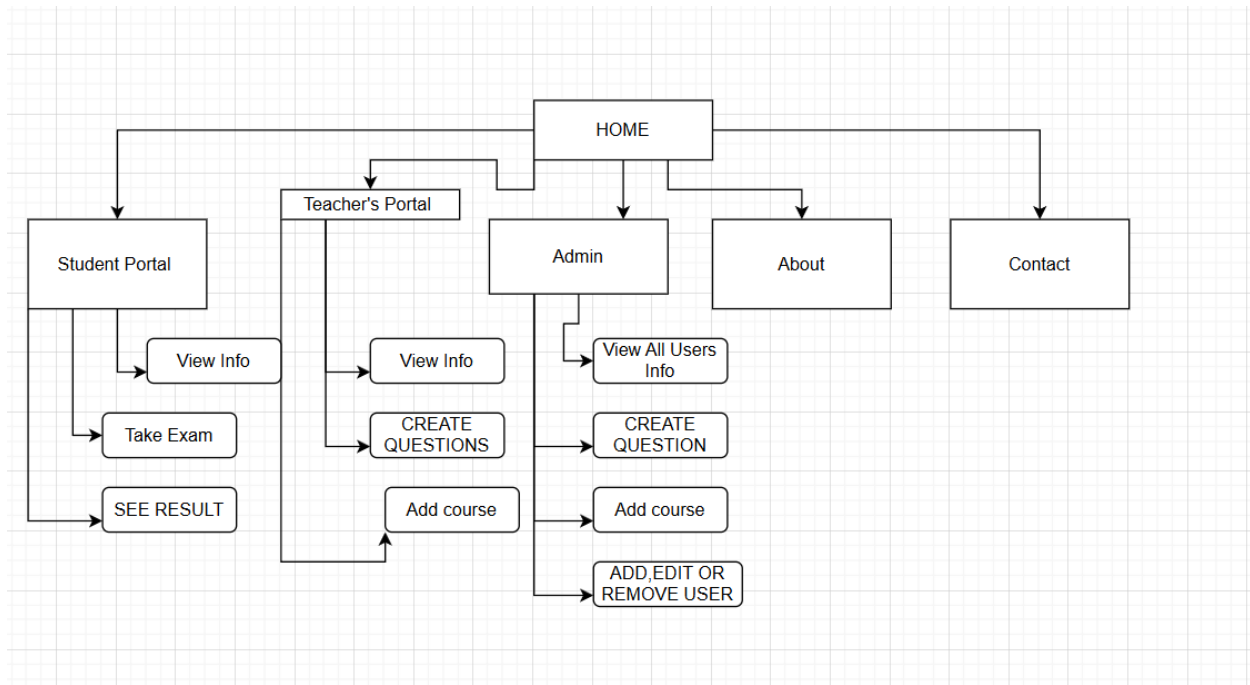 HOME
Teacher's Portal
Student Portal
Admin
About
Contact
View Info
View Info
View All Users
Info
Take Exam
CREATE
QUESTIONS
CREATE
QUESTION
SEE RESULT
Add course
Add course
ADD,EDIT OR
REMOVE USER